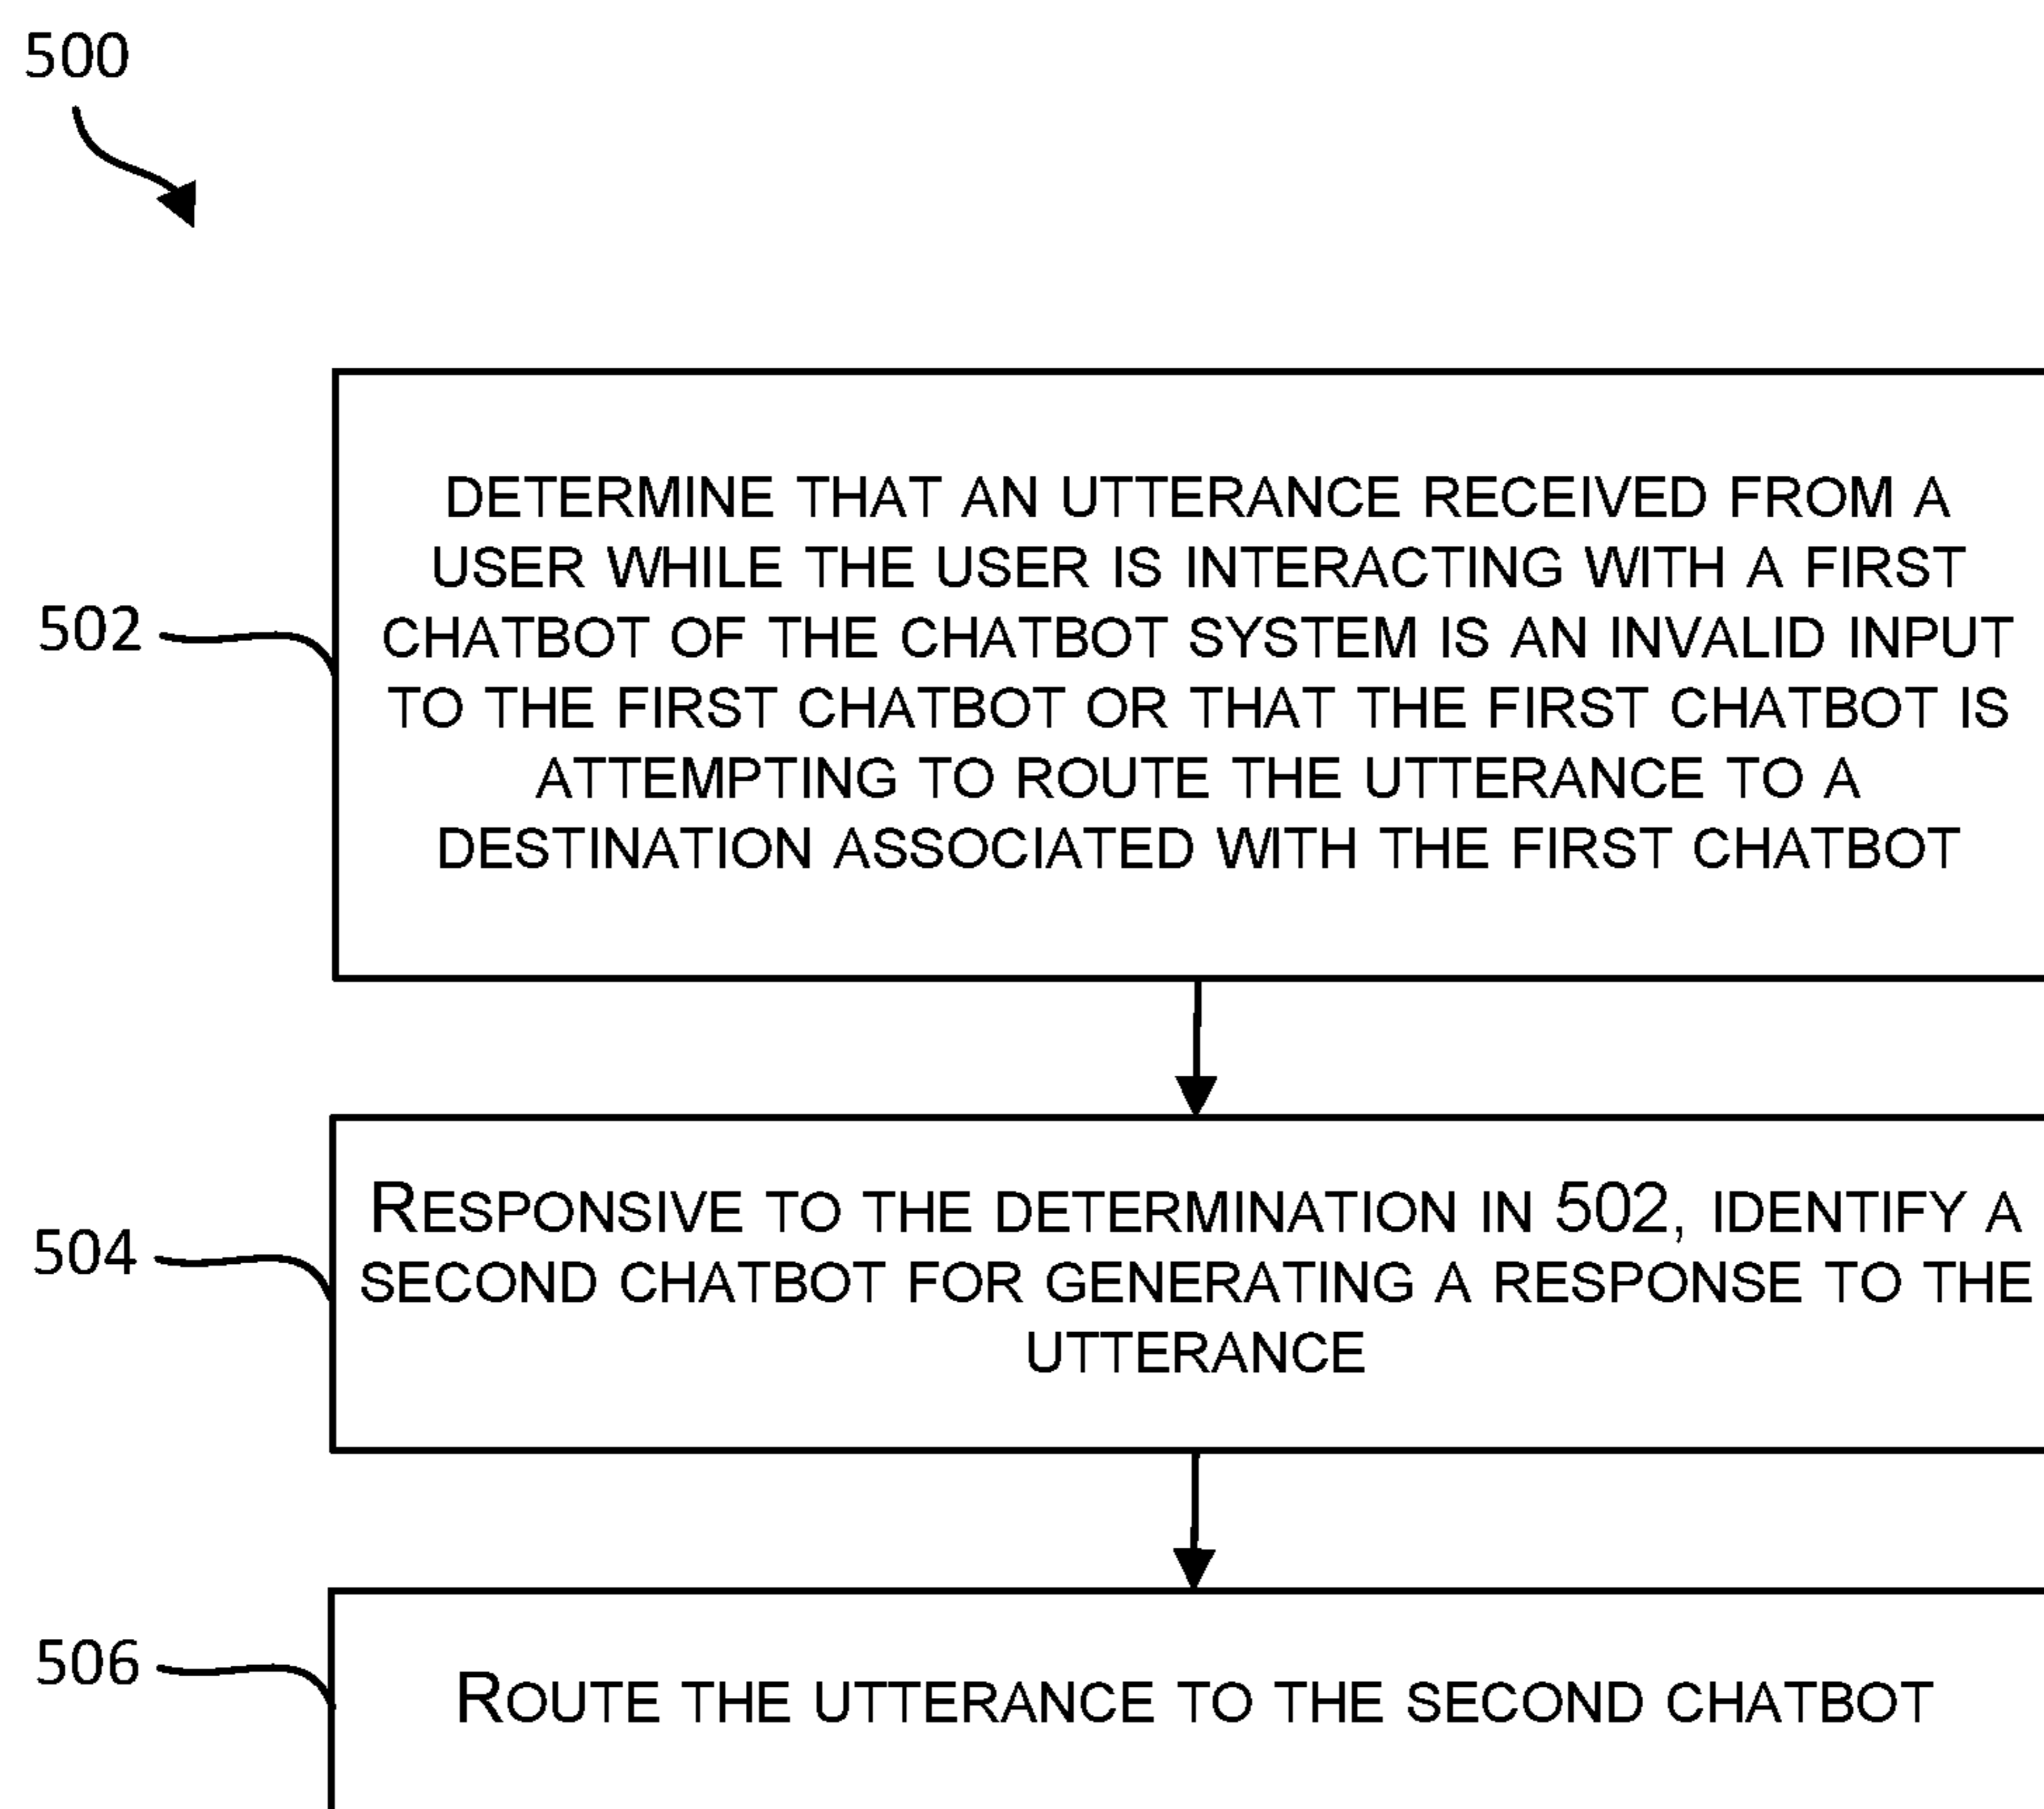 500
DETERMINE THAT AN UTTERANCE RECEIVED FROM A
USER WHILE THE USER IS INTERACTING WITH A FIRST
502
CHATBOT OF THE CHATBOT SYSTEM IS AN INVALID INPUT
TO THE FIRST CHATBOT OR THAT THE FIRST CHATBOT IS
ATTEMPTING TO ROUTE THE UTTERANCE TO A
DESTINATION ASSOCIATED WITH THE FIRST CHATBOT
504
RESPONSIVE TO THE DETERMINATION IN 502, IDENTIFY A
SECOND CHATBOT FOR GENERATING A RESPONSE TO THE
UTTERANCE
506
ROUTE THE UTTERANCE TO THE SECOND CHATBOT